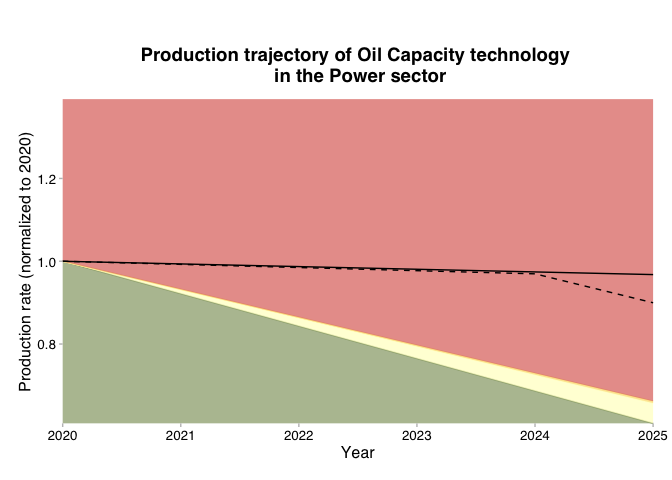 Production trajectory of Oil Capacity technology
in the Power sector
Production rate (normalized to 2020)
1.2
1.0
0.8
2020 2021 2022 2023 2024 2025
Year